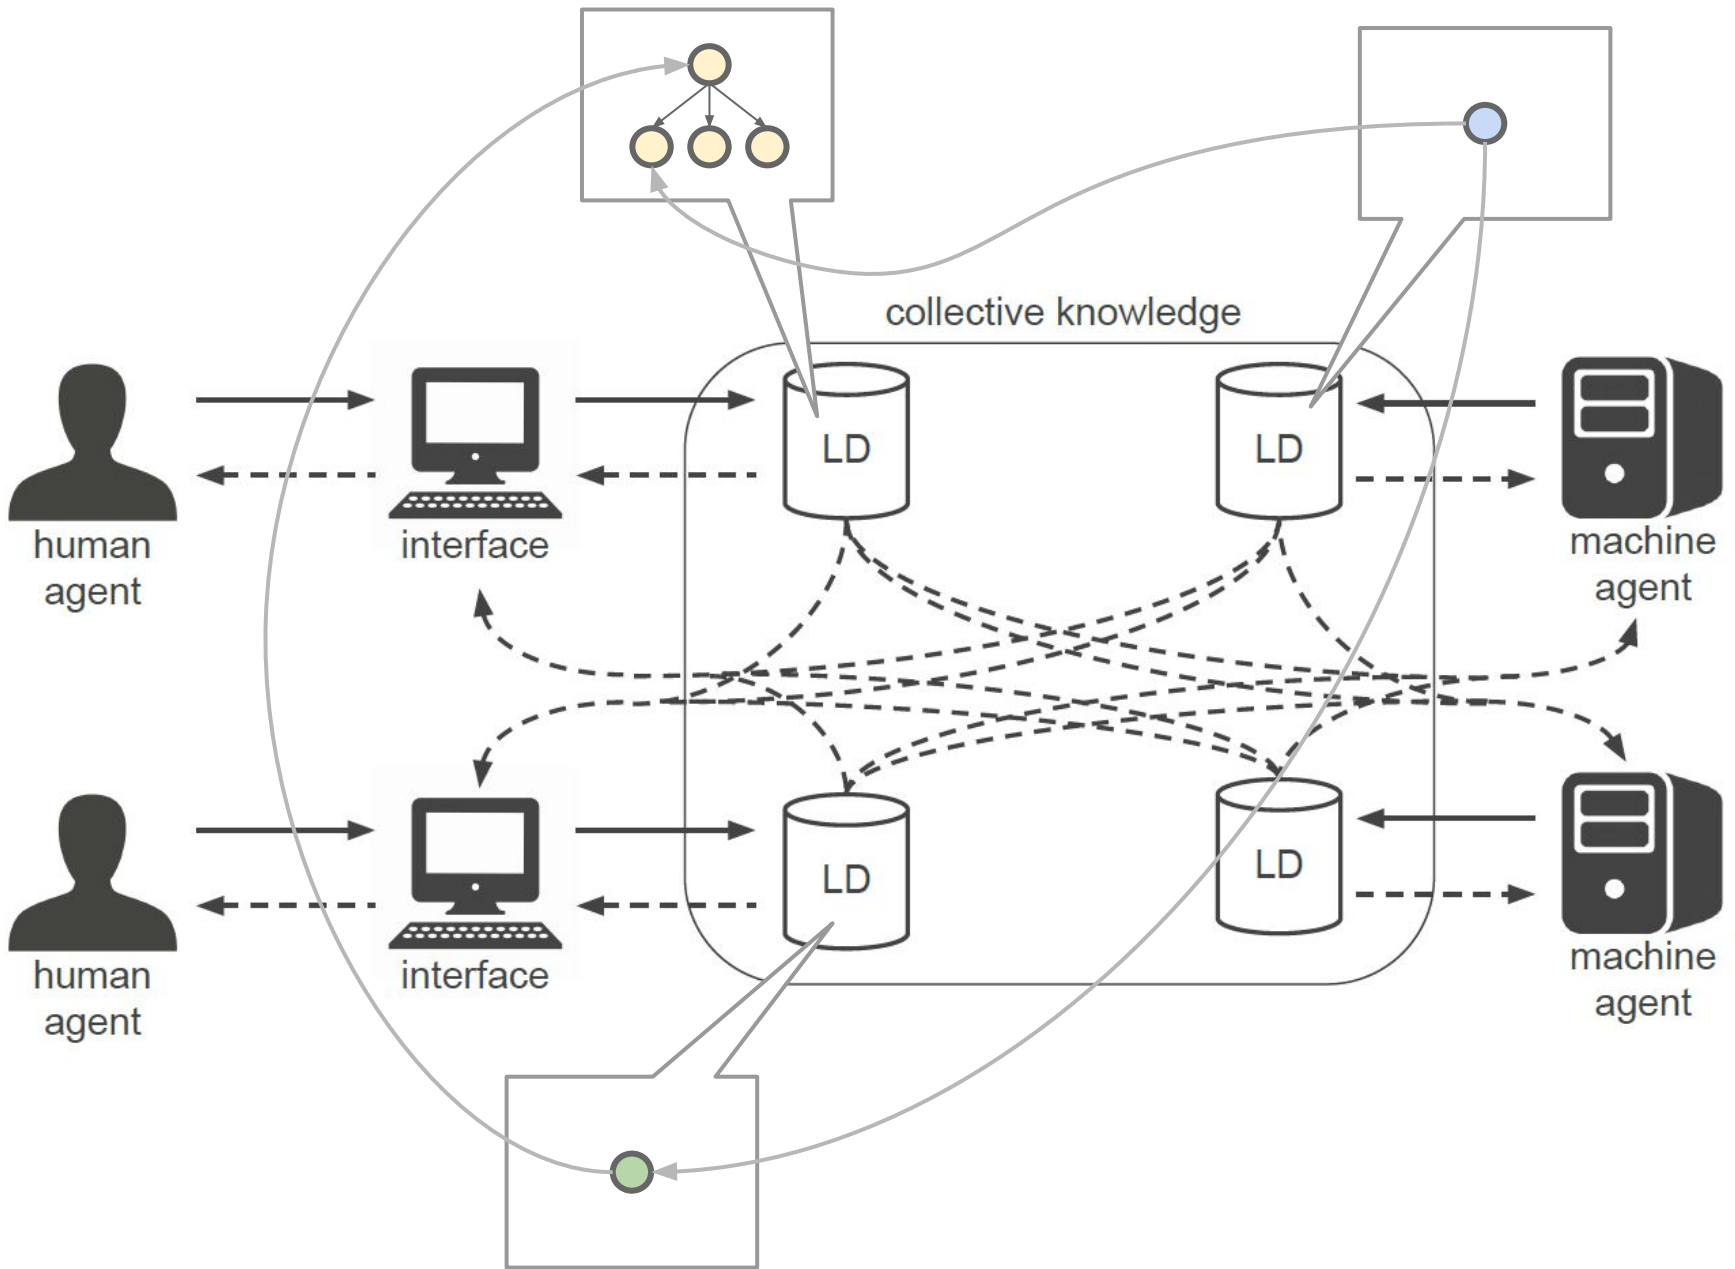 collective knowledge
LD
LD
human
agent
interface
machine
agent
LD
LD
human
agent
interface
machine
agent